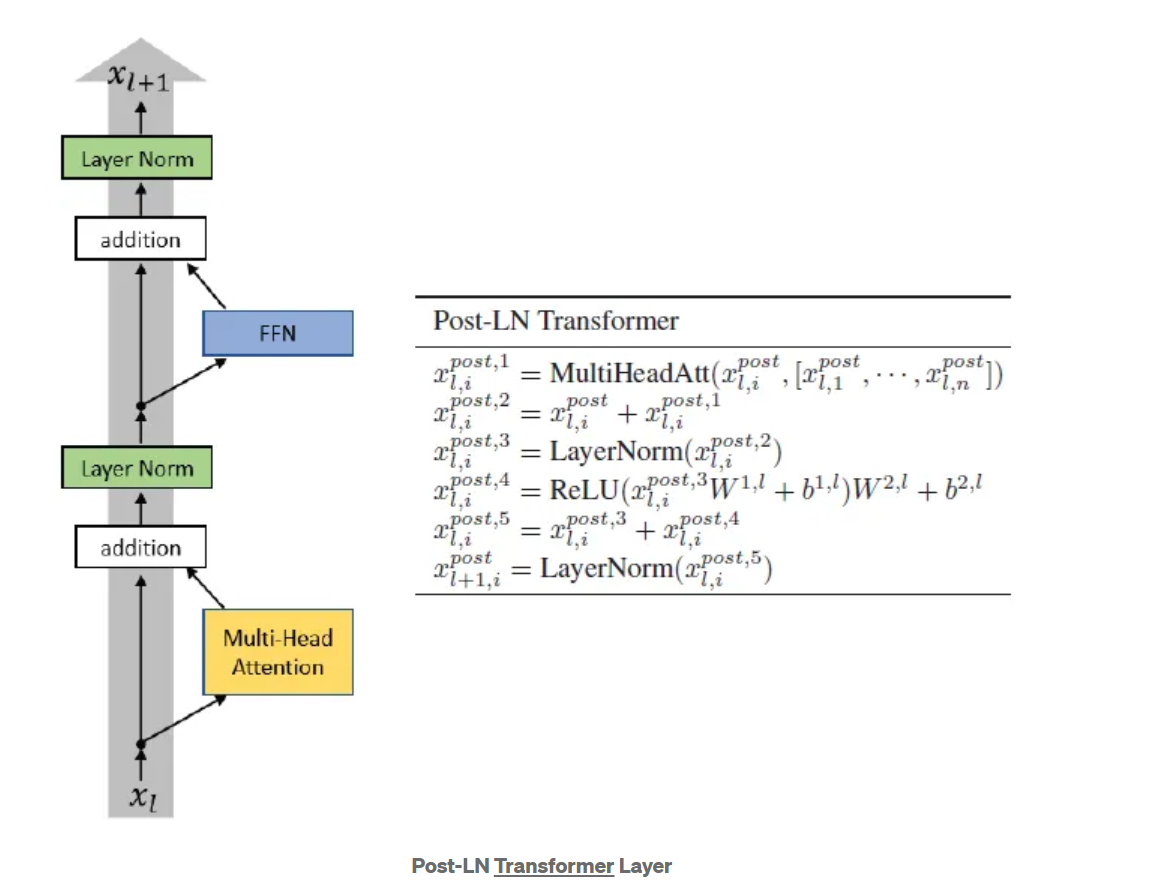 x_{l+1}
Layer Norm
addition
FFN
Layer Norm
addition
Multi-Head
Attention
x_l
Post-LN Transformer
x_{l,i}^{post,1} = MultiHeadAtt(x_{l,i}^{post}, [x_{l,1}^{post}, ⋯, x_{l,n}^{post}])
x_{l,i}^{post,2} = x_{l,i}^{post} + x_{l,i}^{post,1}
x_{l,i}^{post,3} = LayerNorm(x_{l,i}^{post,2})
x_{l,i}^{post,4} = ReLU(x_{l,i}^{post,3}W^{1,l} + b^{1,l})W^{2,l} + b^{2,l}
x_{l,i}^{post,5} = x_{l,i}^{post,3} + x_{l,i}^{post,4}
x_{l+1,i}^{post} = LayerNorm(x_{l,i}^{post,5})
Post-LN Transformer Layer